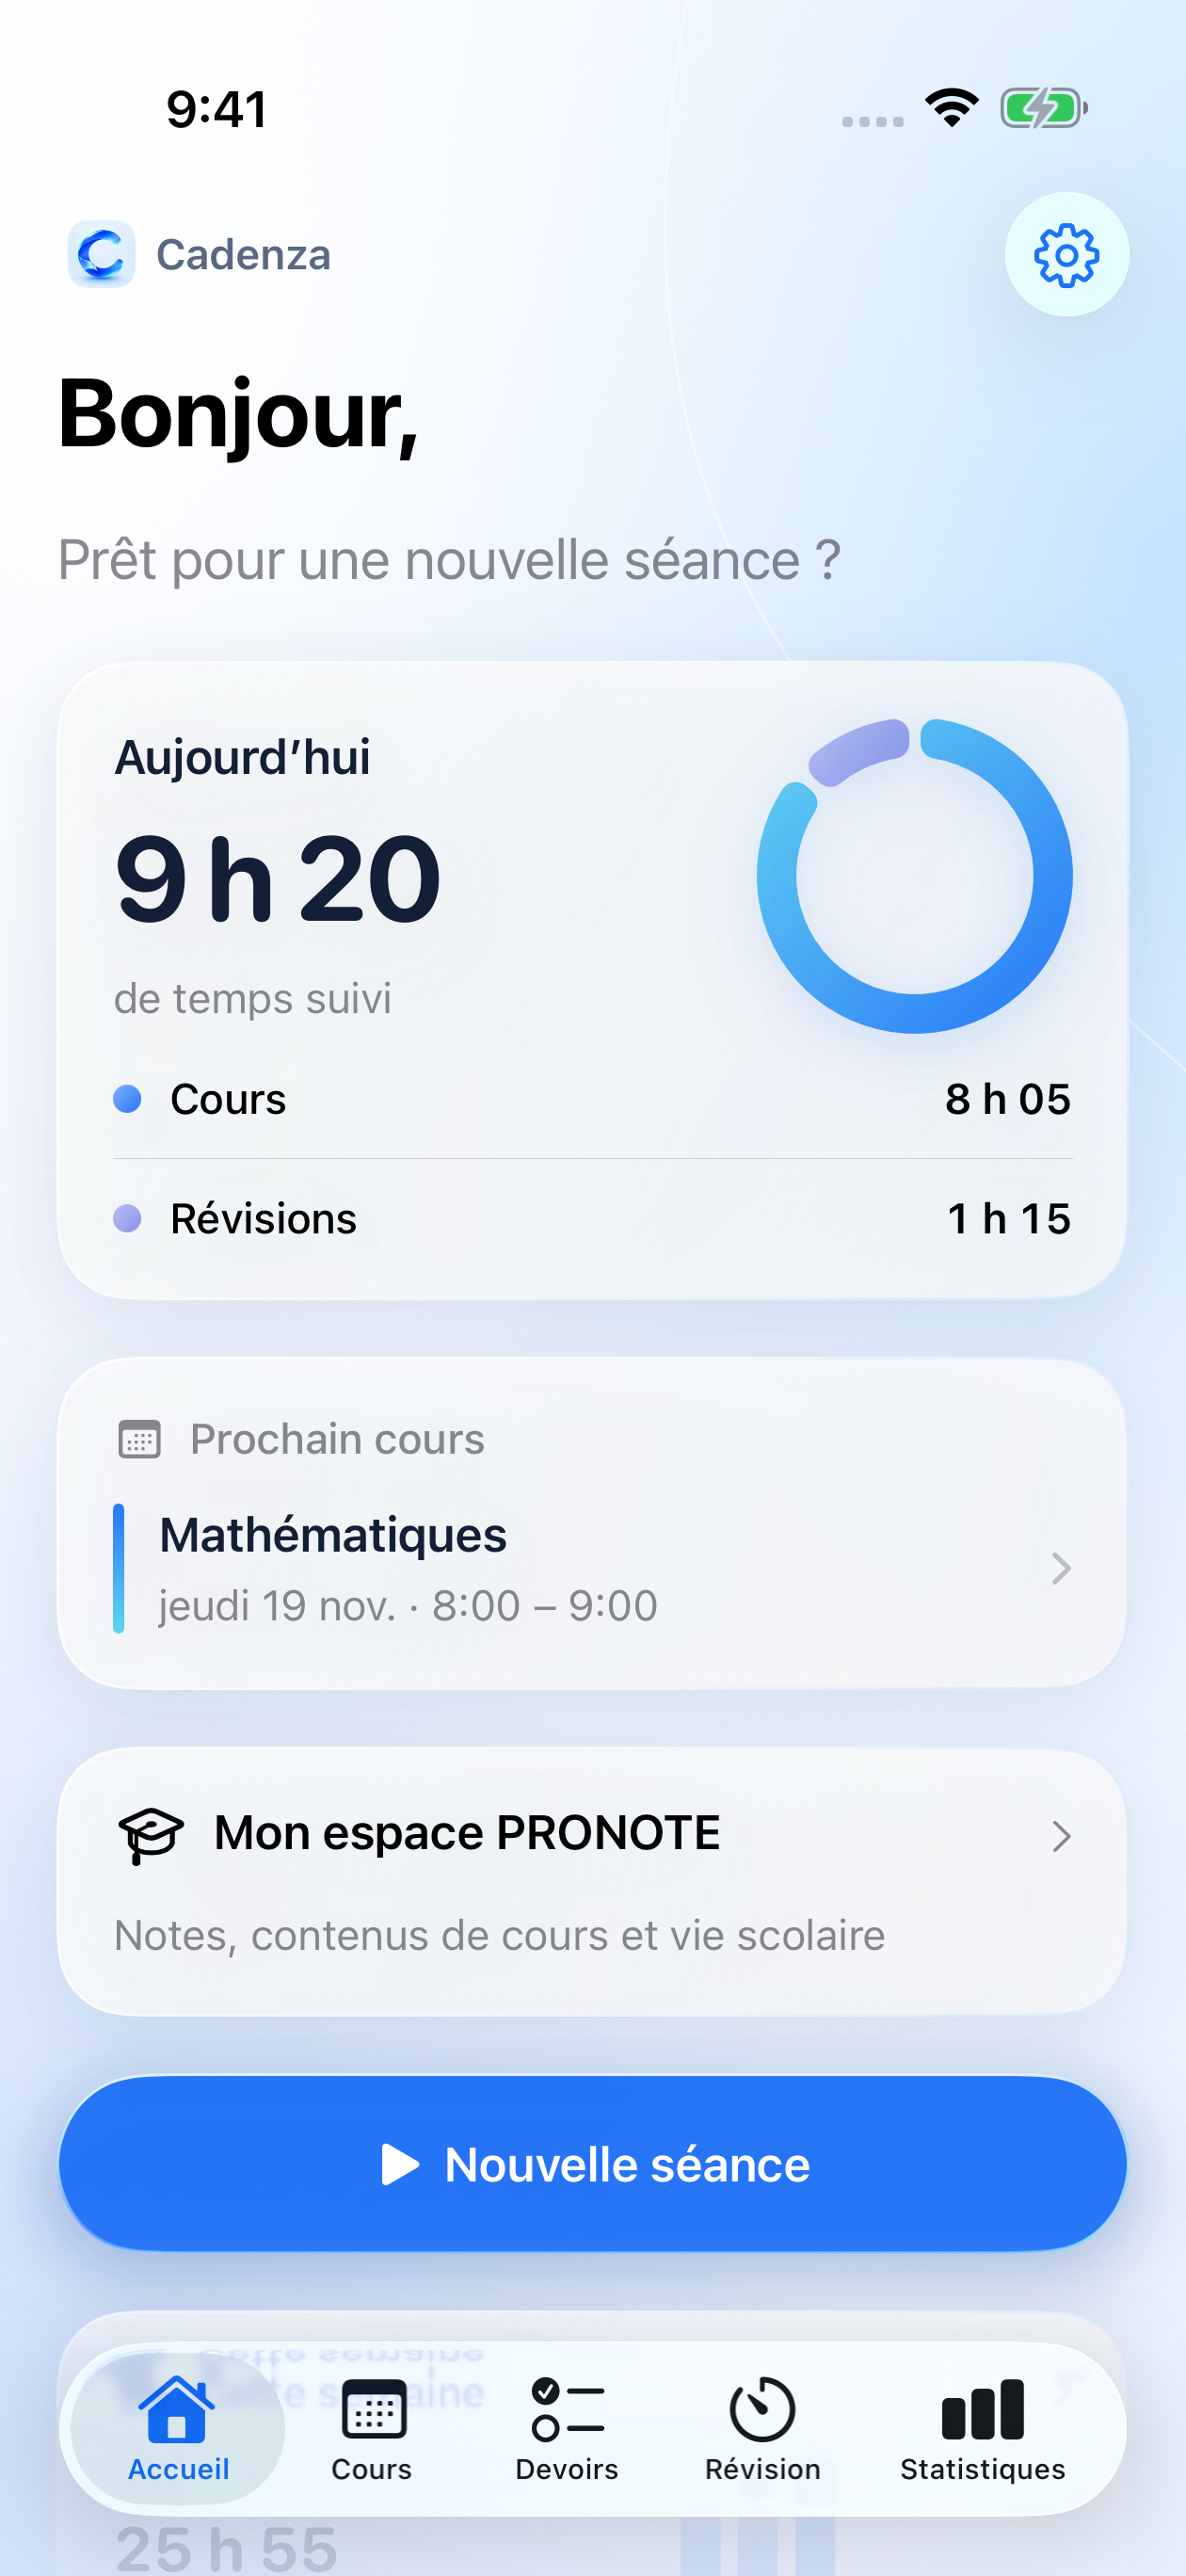 9:41
Cadenza
Bonjour,
Prêt pour une nouvelle séance ?
Aujourd’hui
9 h 20
de temps suivi
Cours 8 h 05
Révisions 1 h 15
Prochain cours
Mathématiques
jeudi 19 nov. · 8:00 – 9:00
Mon espace PRONOTE
Notes, contenus de cours et vie scolaire
Nouvelle séance
Cette semaine
Accueil Cours Devoirs Révision Statistiques
25 h 55